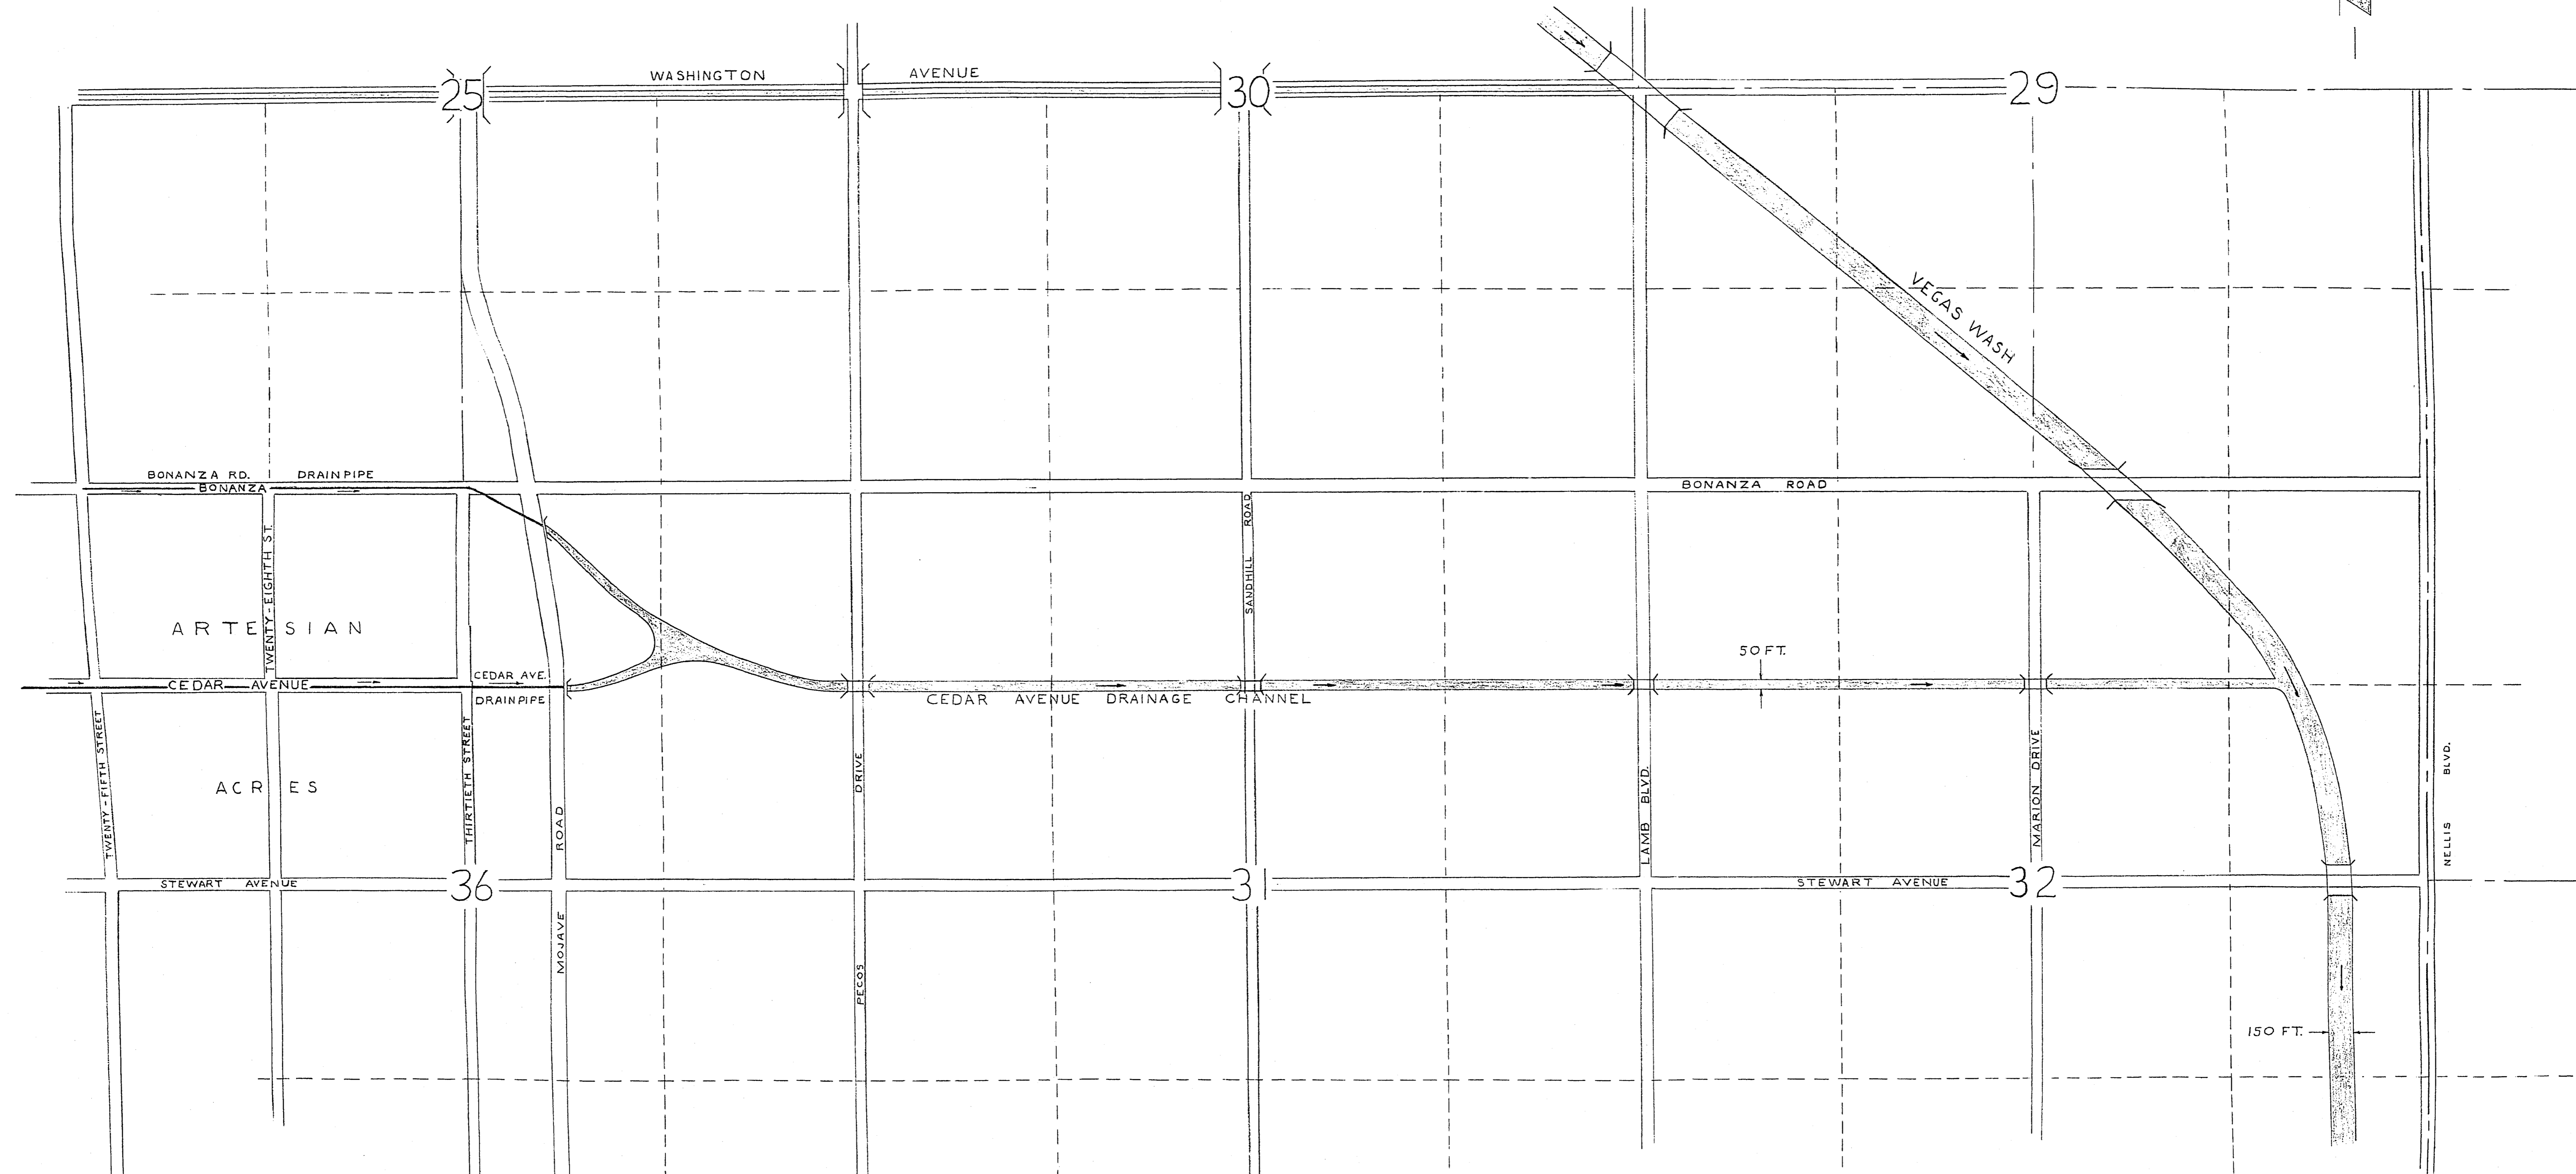 WASHINGTON AVENUE
25
30
29
VEGAS WASH
BONANZA RD. DRAINPIPE
BONANZA
BONANZA ROAD
TWENTY-EIGHTH ST.
SANDHILL ROAD
ARTESIAN
CEDAR AVENUE
CEDAR AVE.
DRAINPIPE
50 FT.
CEDAR AVENUE DRAINAGE CHANNEL
TWENTY-FIFTH STREET
THIRTIETH STREET
ACRES
MOJAVE ROAD
PECOS DRIVE
LAMB BLVD.
MARION DRIVE
NELLIS BLVD.
STEWART AVENUE
36
31
STEWART AVENUE
32
150 FT.